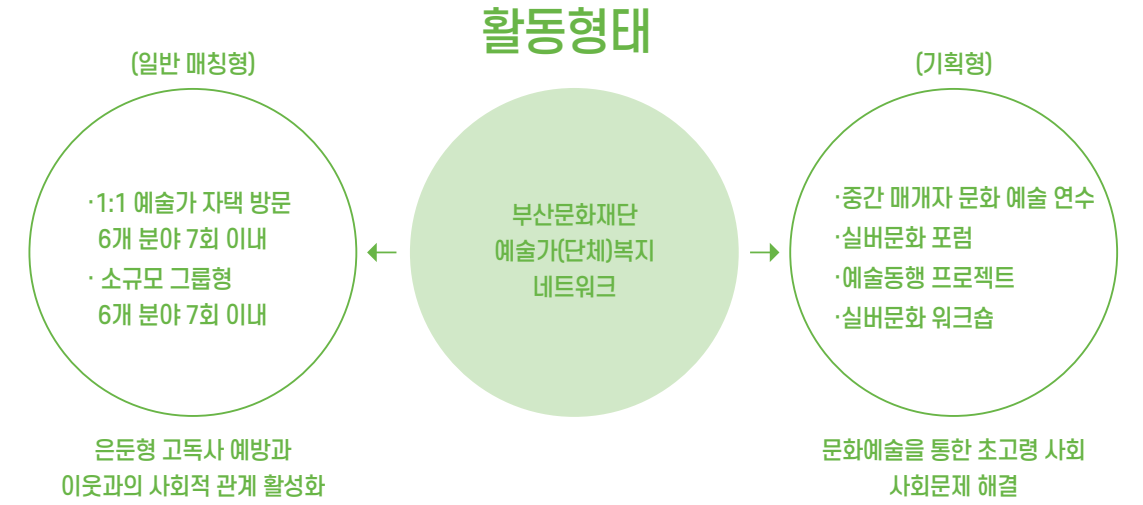 활동형태
(일반 매칭형)
·1:1 예술가 자택 방문
6개 분야 7회 이내
· 소규모 그룹형
6개 분야 7회 이내
은둔형 고독사 예방과
이웃과의 사회적 관계 활성화
부산문화재단
예술가(단체)복지
네트워크
(기획형)
·중간 매개자 문화 예술 연수
·실버문화 포럼
·예술동행 프로젝트
·실버문화 워크숍
문화예술을 통한 초고령 사회
사회문제 해결